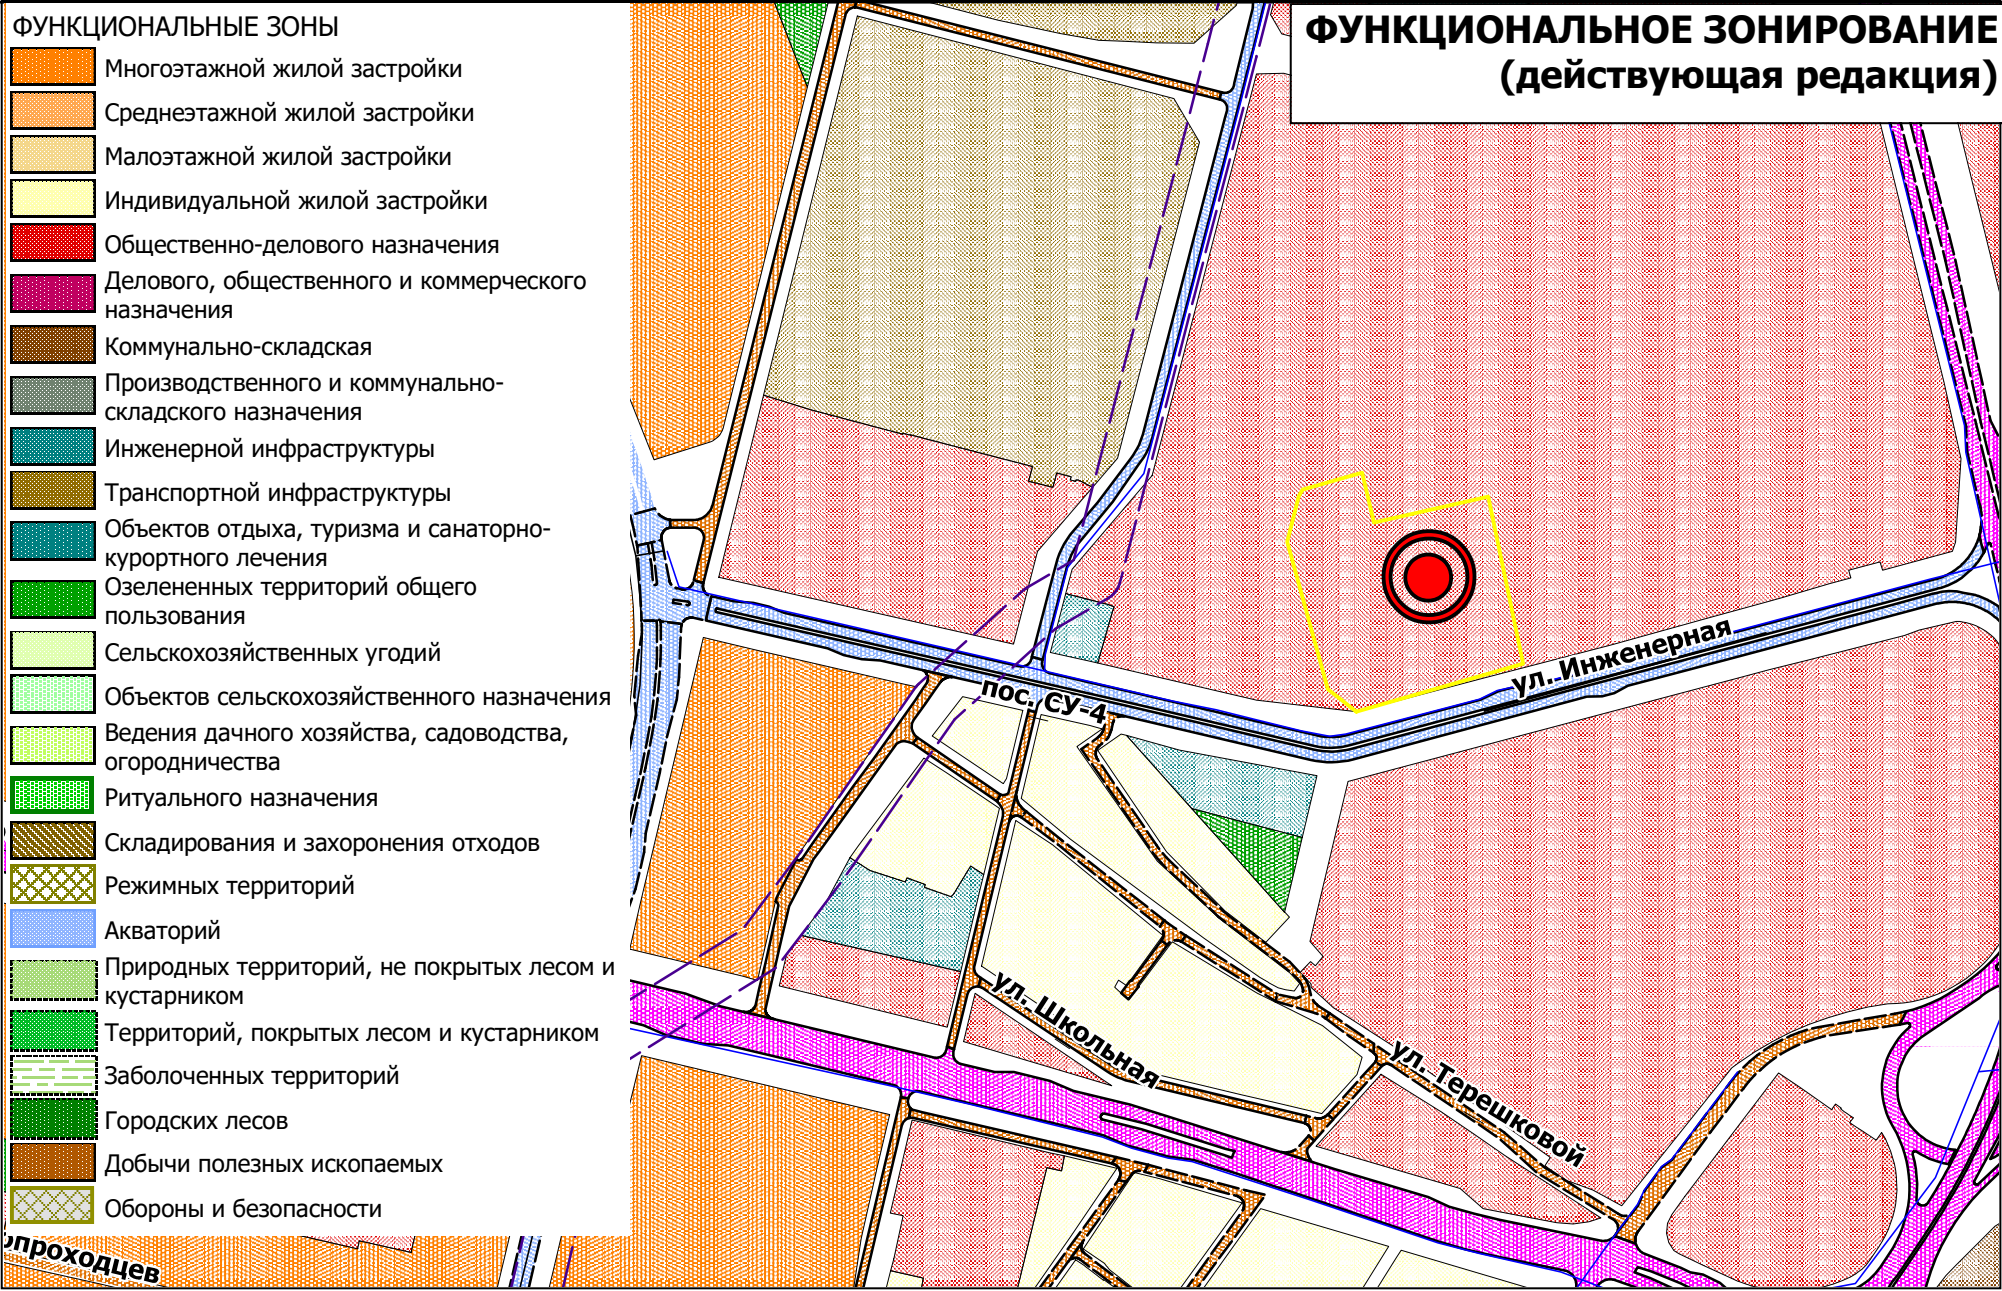 ФУНКЦИОНАЛЬНЫЕ ЗОНЫ
Многоэтажной жилой застройки
Среднеэтажной жилой застройки
Малоэтажной жилой застройки
Индивидуальной жилой застройки
Общественно-делового назначения
Делового, общественного и коммерческого
назначения
Коммунально-складская
Производственного и коммунально-
складского назначения
Инженерной инфраструктуры
Транспортной инфраструктуры
Объектов отдыха, туризма и санаторно-
курортного лечения
Озелененных территорий общего
пользования
Сельскохозяйственных угодий
Объектов сельскохозяйственного назначения
Ведения дачного хозяйства, садоводства,
огородничества
Ритуального назначения
Складирования и захоронения отходов
Режимных территорий
Акваторий
Природных территорий, не покрытых лесом и
кустарником
Территорий, покрытых лесом и кустарником
Заболоченных территорий
Городских лесов
Добычи полезных ископаемых
Обороны и безопасности
ФУНКЦИОНАЛЬНОЕ ЗОНИРОВАНИЕ
(действующая редакция)
ул. Инженерная
пос. СУ-4
ул. Школьная
ул. Терешковой